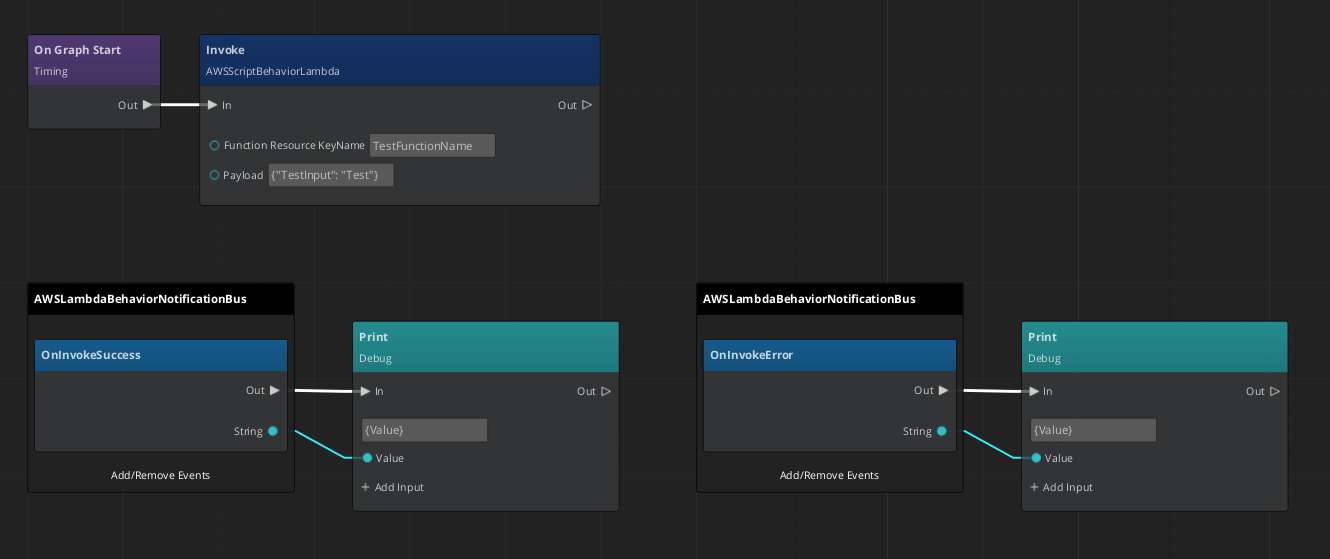 On Graph Start
Timing
Out
Invoke
AWSScriptBehaviorLambda
In
Out
Function Resource KeyName TestFunctionName
Payload {"TestInput": "Test"}
AWSLambdaBehaviorNotificationBus
OnInvokeSuccess
Out
String
Add/Remove Events
Print
Debug
In
Out
{Value}
Value
+ Add Input
AWSLambdaBehaviorNotificationBus
OnInvokeError
Out
String
Add/Remove Events
Print
Debug
In
Out
{Value}
Value
+ Add Input